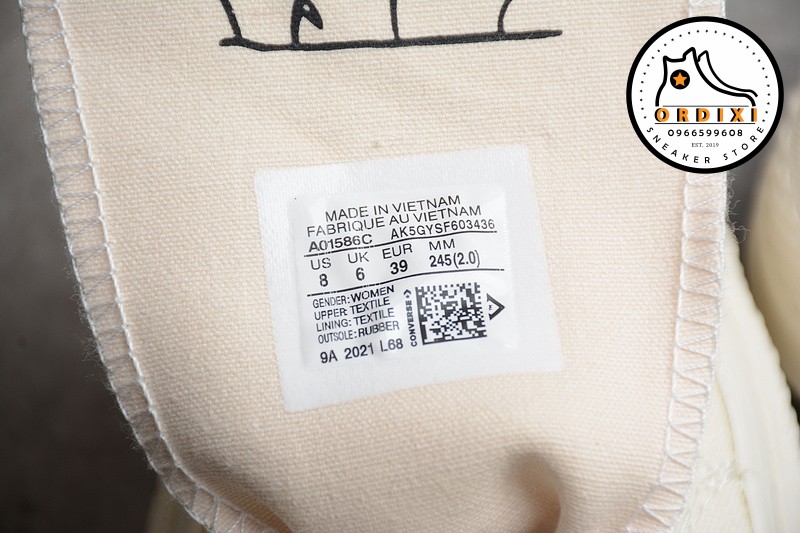 ORDIXI
0966599608
EST, 2019
SNEAKER STORE
MADE IN VIETNAM
FABRIQUE AU VIETNAM
A01586C AK5GYSF603436
US UK EUR MM
8 6 39 245(2.0)
GENDER: WOMEN
UPPER: TEXTILE
LINING: TEXTILE
OUTSOLE: RUBBER
CONVERSE
9A 2021 L68